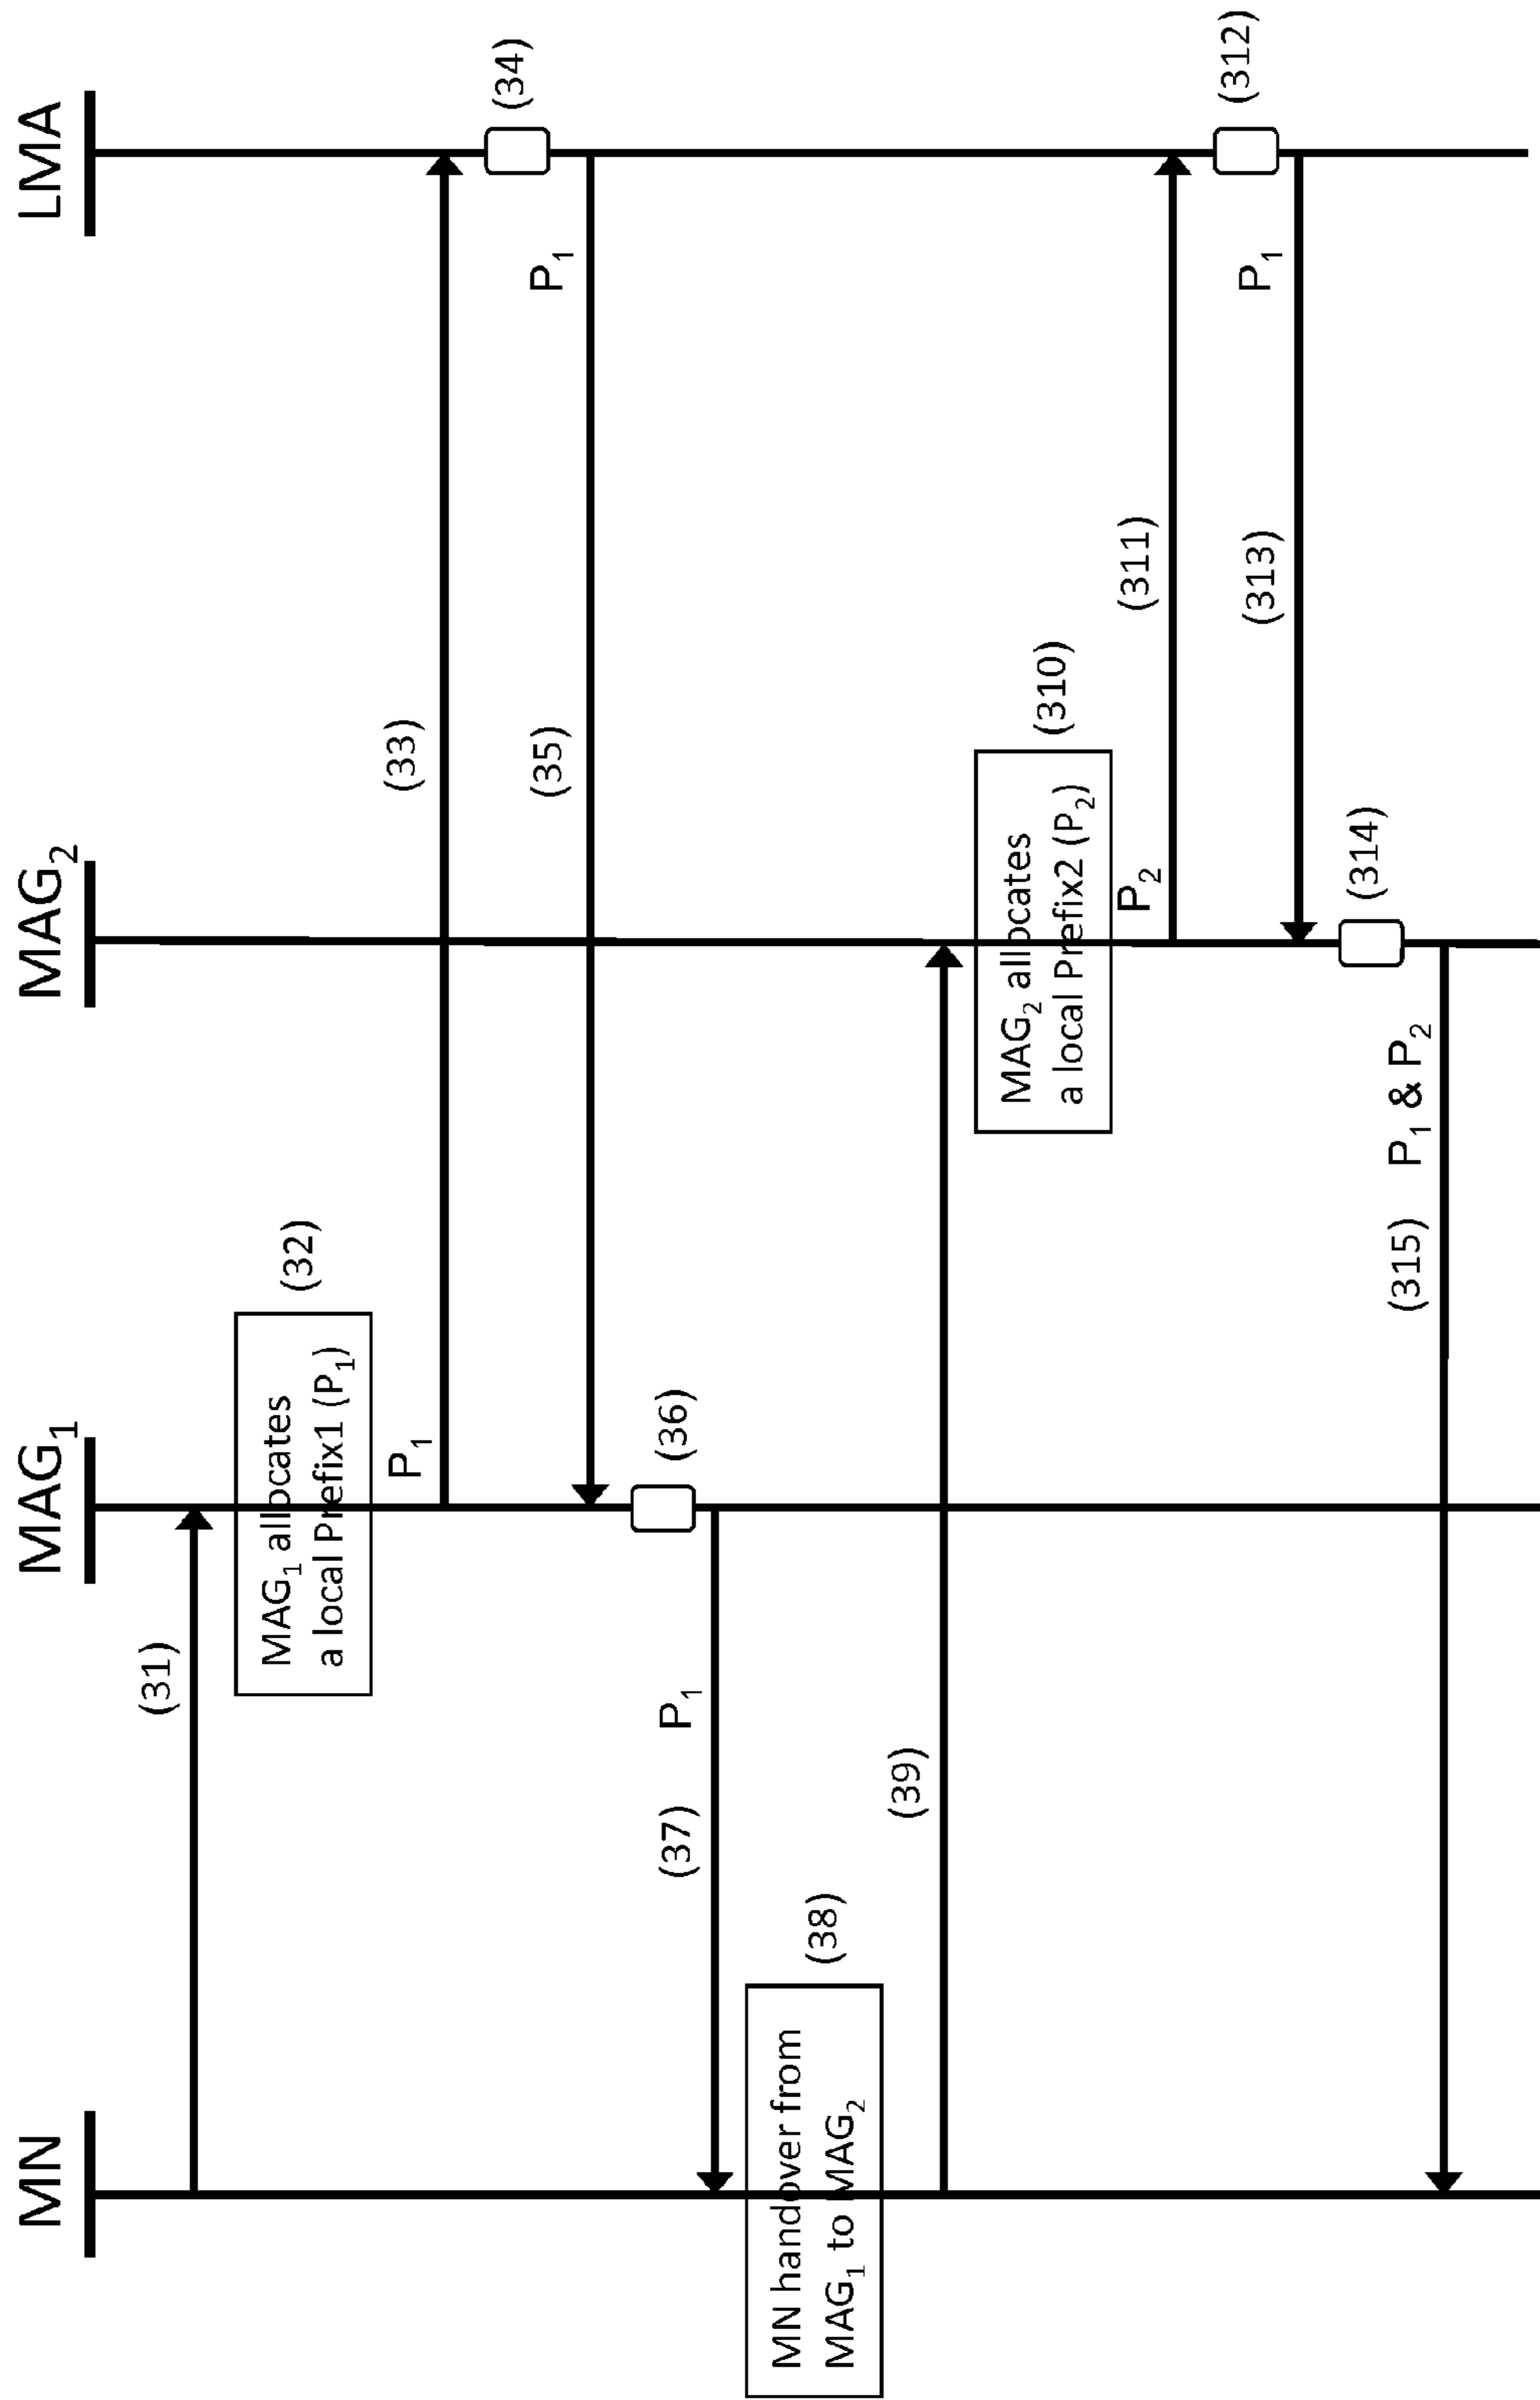 MN
MAG₁
MAG₂
LMA
(31)
MAG₁ allocates
a local Prefix1 (P₁)
(32)
P₁
(33)
(34)
(35)
P₁
(36)
(37)
P₁
MN handover from
MAG₁ to MAG₂
(38)
(39)
MAG₂ allocates
a local Prefix2 (P₂)
(310)
P₂
(311)
(312)
(313)
P₁
(314)
(315)
P₁ & P₂